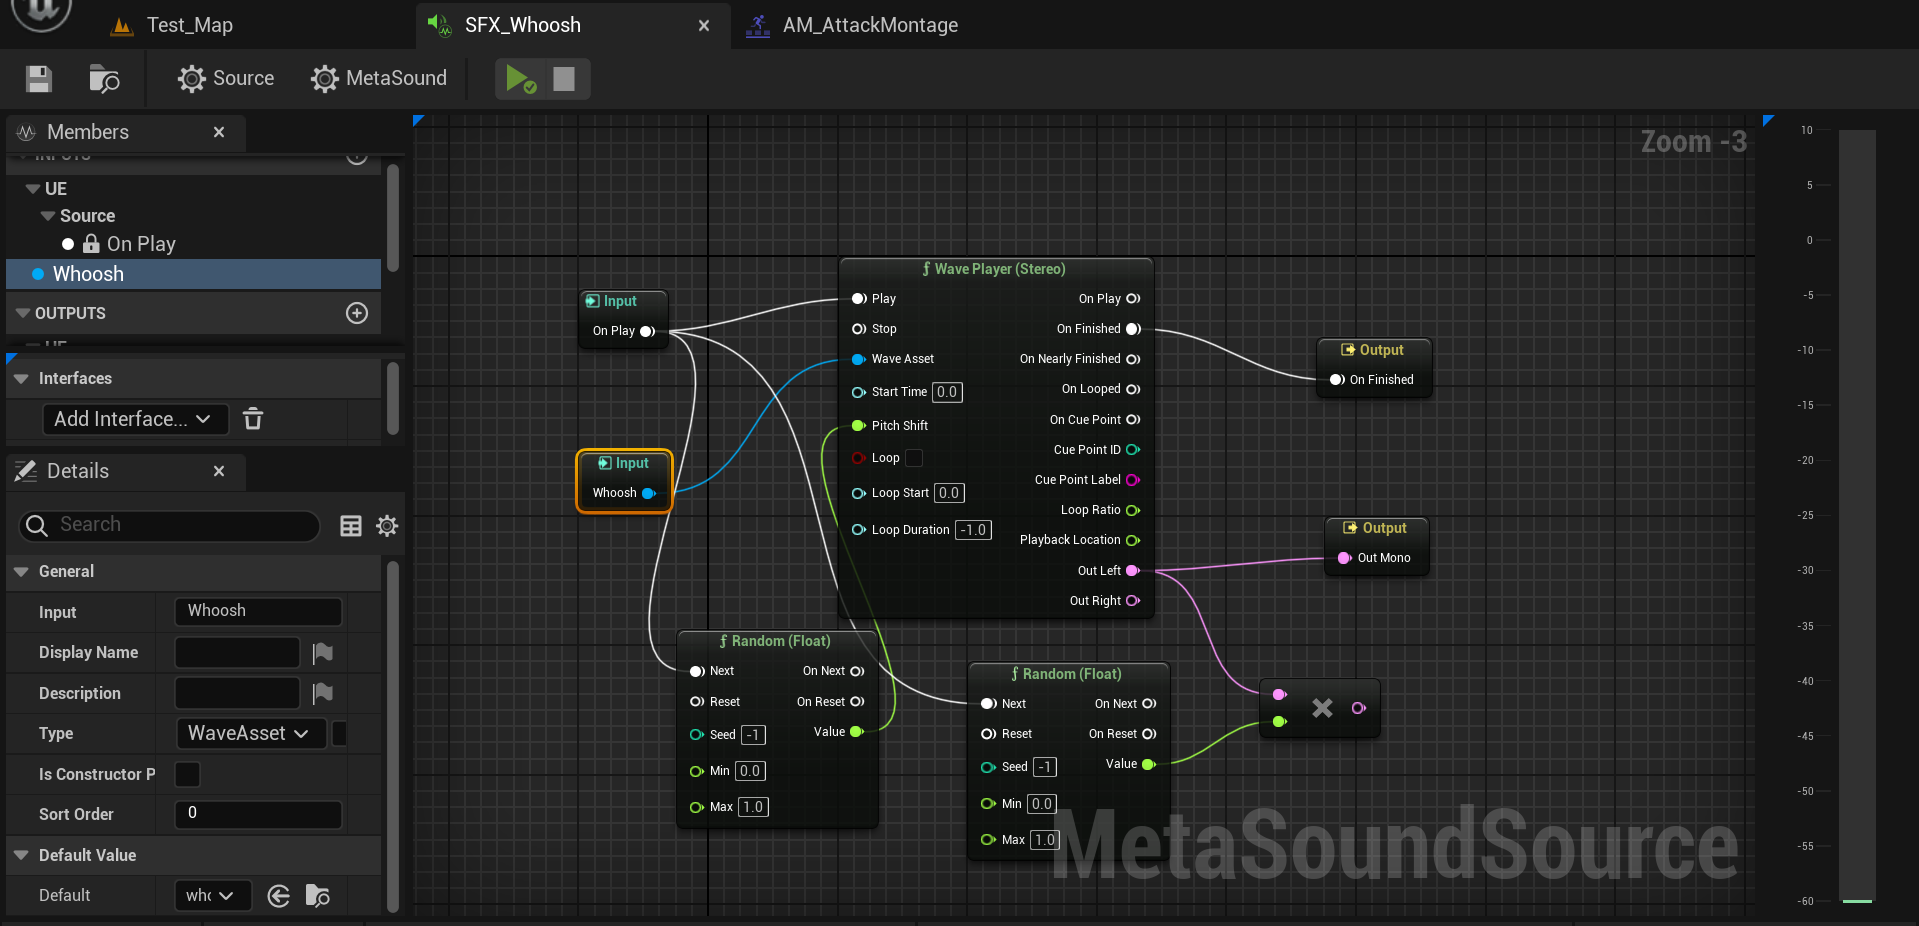 Test_Map
SFX_Whoosh
AM_AttackMontage
Source
MetaSound
Members
INPUTS
UE
Source
On Play
Whoosh
OUTPUTS
UE
Interfaces
Add Interface...
Details
Search
General
Input
Whoosh
Display Name
Description
Type
WaveAsset
Is Constructor P
Sort Order
0
Default Value
Default
who
Zoom -3
Input
On Play
Input
Whoosh
Wave Player (Stereo)
Play
On Play
Stop
On Finished
Wave Asset
On Nearly Finished
Start Time 0.0
On Looped
Pitch Shift
On Cue Point
Loop
Cue Point ID
Loop Start 0.0
Cue Point Label
Loop Duration -1.0
Loop Ratio
Playback Location
Out Left
Out Right
Output
On Finished
Output
Out Mono
Random (Float)
Next
On Next
Reset
On Reset
Seed -1
Value
Min 0.0
Max 1.0
Random (Float)
Next
On Next
Reset
On Reset
Seed -1
Value
Min 0.0
Max 1.0
MetaSoundSource
10
5
0
-5
-10
-15
-20
-25
-30
-35
-40
-45
-50
-55
-60